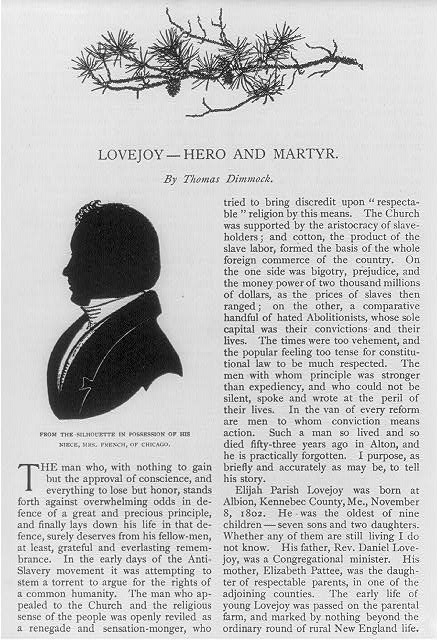 LOVEJOY — HERO AND MARTYR.
By Thomas Dimmock.
FROM THE SILHOUETTE IN POSSESSION OF HIS
NIECE, MRS. FRENCH, OF CHICAGO.
THE man who, with nothing to gain
but the approval of conscience, and
everything to lose but honor, stands
forth against overwhelming odds in de-
fence of a great and precious principle,
and finally lays down his life in that de-
fence, surely deserves from his fellow-men,
at least, grateful and everlasting remem-
brance. In the early days of the Anti-
Slavery movement it was attempting to
stem a torrent to argue for the rights of
a common humanity. The man who ap-
pealed to the Church and the religious
sense of the people was openly reviled as
a renegade and sensation-monger, who
tried to bring discredit upon “ respecta-
ble ” religion by this means. The Church
was supported by the aristocracy of slave-
holders ; and cotton, the product of the
slave labor, formed the basis of the whole
foreign commerce of the country. On
the one side was bigotry, prejudice, and
the money power of two thousand millions
of dollars, as the prices of slaves then
ranged ; on the other, a comparative
handful of hated Abolitionists, whose sole
capital was their convictions and their
lives. The times were too vehement, and
the popular feeling too tense for constitu-
tional law to be much respected. The
men with whom principle was stronger
than expediency, and who could not be
silent, spoke and wrote at the peril of
their lives. In the van of every reform
are men to whom conviction means
action. Such a man so lived and so
died fifty-three years ago in Alton, and
he is practically forgotten. I purpose, as
briefly and accurately as may be, to tell
his story.
Elijah Parish Lovejoy was born at
Albion, Kennebec County, Me., November
8, 1802. He was the oldest of nine
children — seven sons and two daughters.
Whether any of them are still living I do
not know. His father, Rev. Daniel Love-
joy, was a Congregational minister. His
mother, Elizabeth Pattee, was the daugh-
ter of respectable parents, in one of the
adjoining counties. The early life of
young Lovejoy was passed on the parental
farm, and marked by nothing beyond the
ordinary round of rural New England life.